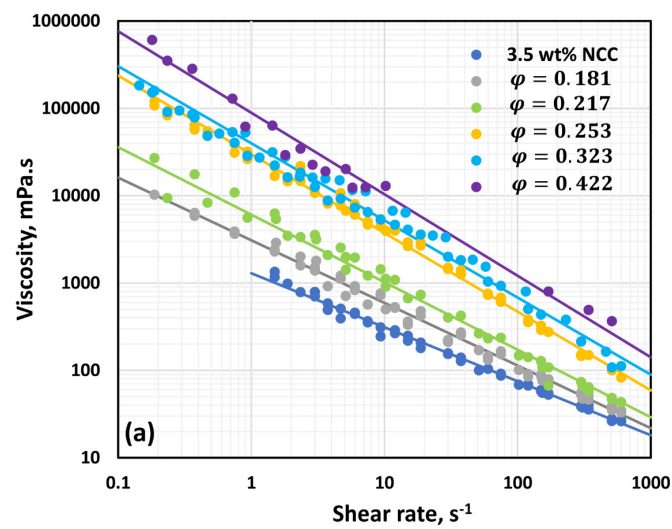 1000000
100000
10000
1000
100
10
Viscosity, mPa.s
3.5 wt% NCC
φ = 0.181
φ = 0.217
φ = 0.253
φ = 0.323
φ = 0.422
(a)
0.1 1 10 100 1000
Shear rate, s⁻¹